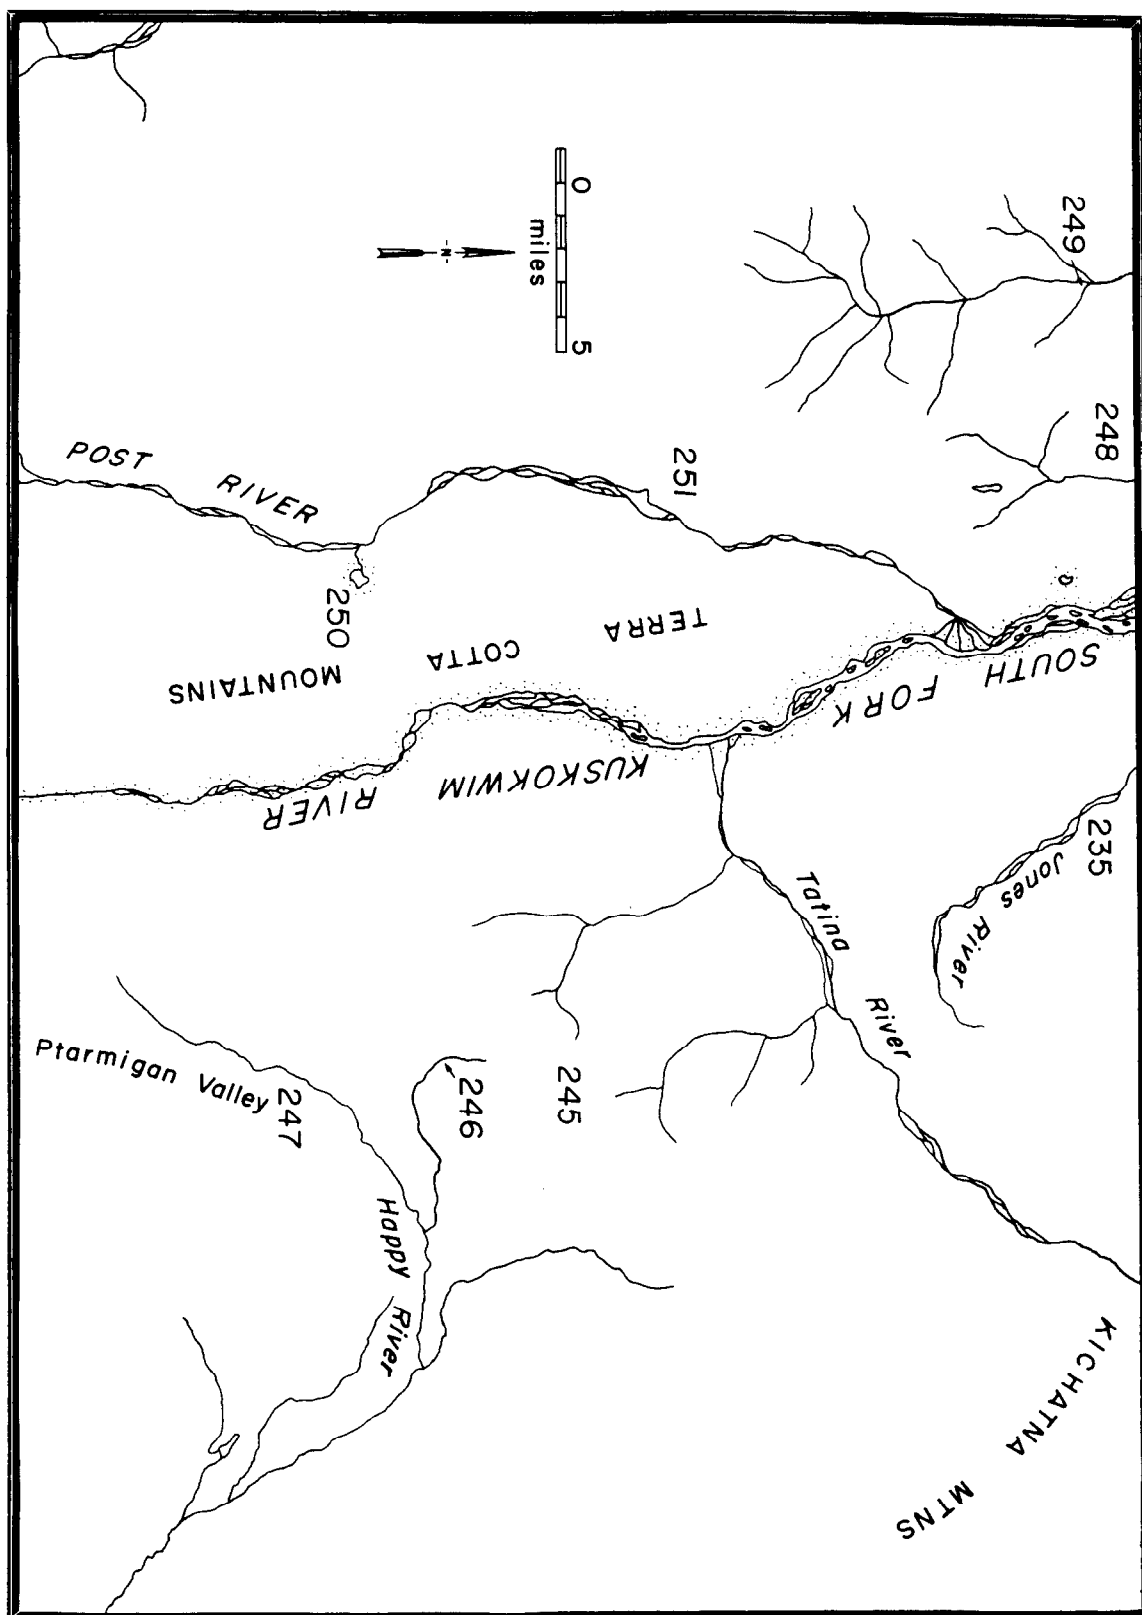 249
248
0
miles
5
N
251
POST RIVER
250
TERRA
COTTA
MOUNTAINS
SOUTH FORK
KUSKOKWIM RIVER
235
Jones River
Tatina River
245
246
247
Ptarmigan Valley
Happy River
KICHATNA MTNS